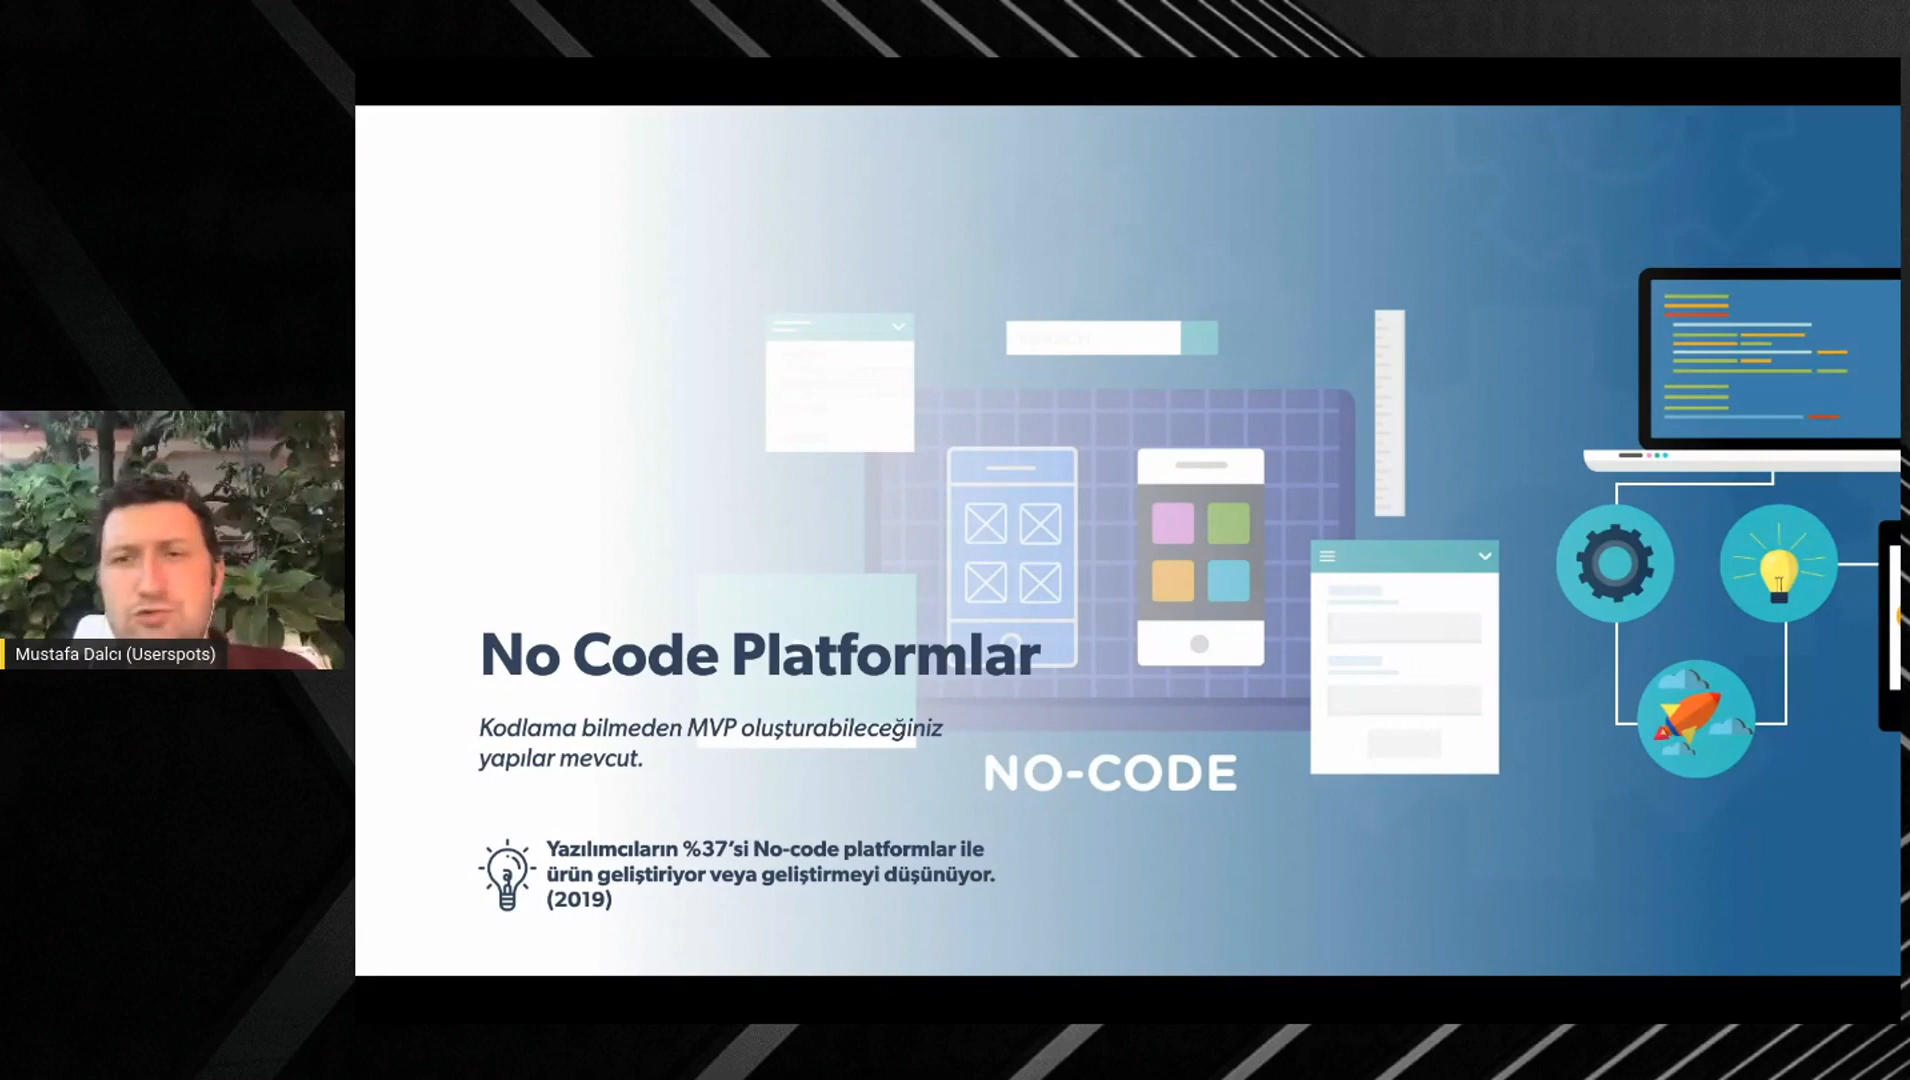 Mustafa Dalcı (Userspots)
No Code Platformlar
Kodlama bilmeden MVP oluşturabileceğiniz
yapılar mevcut.
NO-CODE
Yazılımcıların %37'si No-code platformlar ile
ürün geliştiriyor veya geliştirmeyi düşünüyor.
(2019)